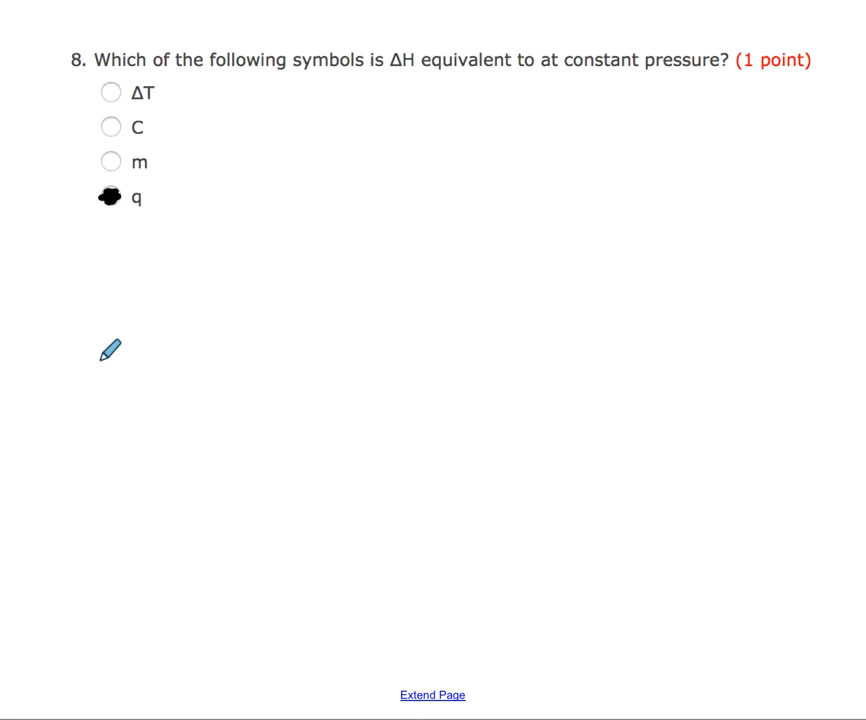 8. Which of the following symbols is ΔH equivalent to at constant pressure? (1 point)
ΔT
C
m
q
Extend Page